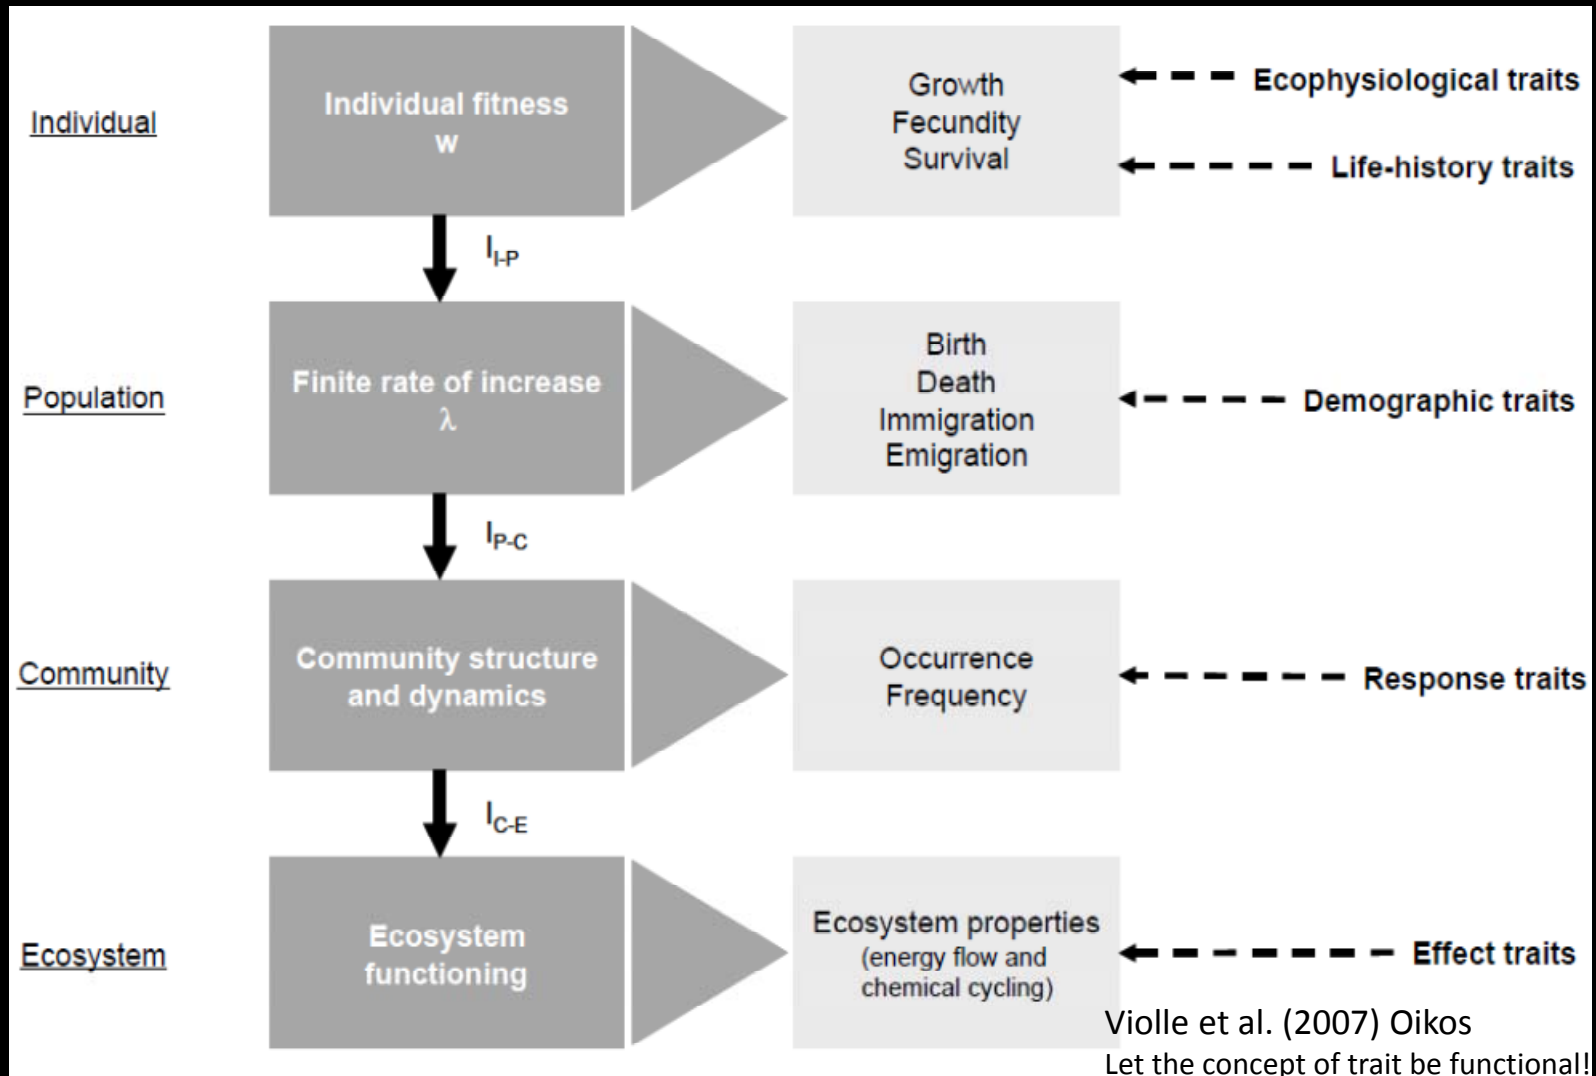 Individual
Individual fitness
w
Growth
Fecundity
Survival
Ecophysiological traits
Life-history traits
I I-P
Population
Finite rate of increase
λ
Birth
Death
Immigration
Emigration
Demographic traits
I P-C
Community
Community structure
and dynamics
Occurrence
Frequency
Response traits
I C-E
Ecosystem
Ecosystem
functioning
Ecosystem properties
(energy flow and
chemical cycling)
Effect traits
Violle et al. (2007) Oikos
Let the concept of trait be functional!